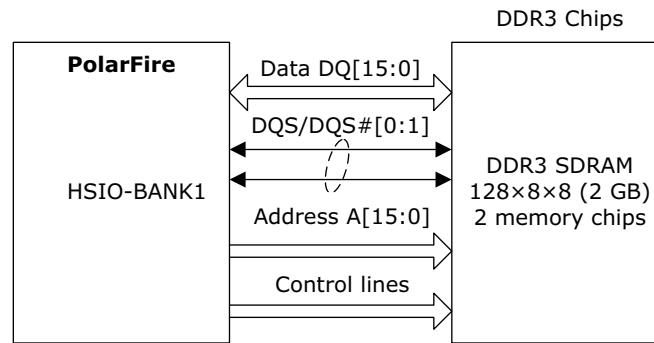 DDR3 Chips
PolarFire
Data DQ[15:0]
DQS/DQS#[0:1]
HSIO-BANK1
DDR3 SDRAM
128×8×8 (2 GB)
2 memory chips
Address A[15:0]
Control lines